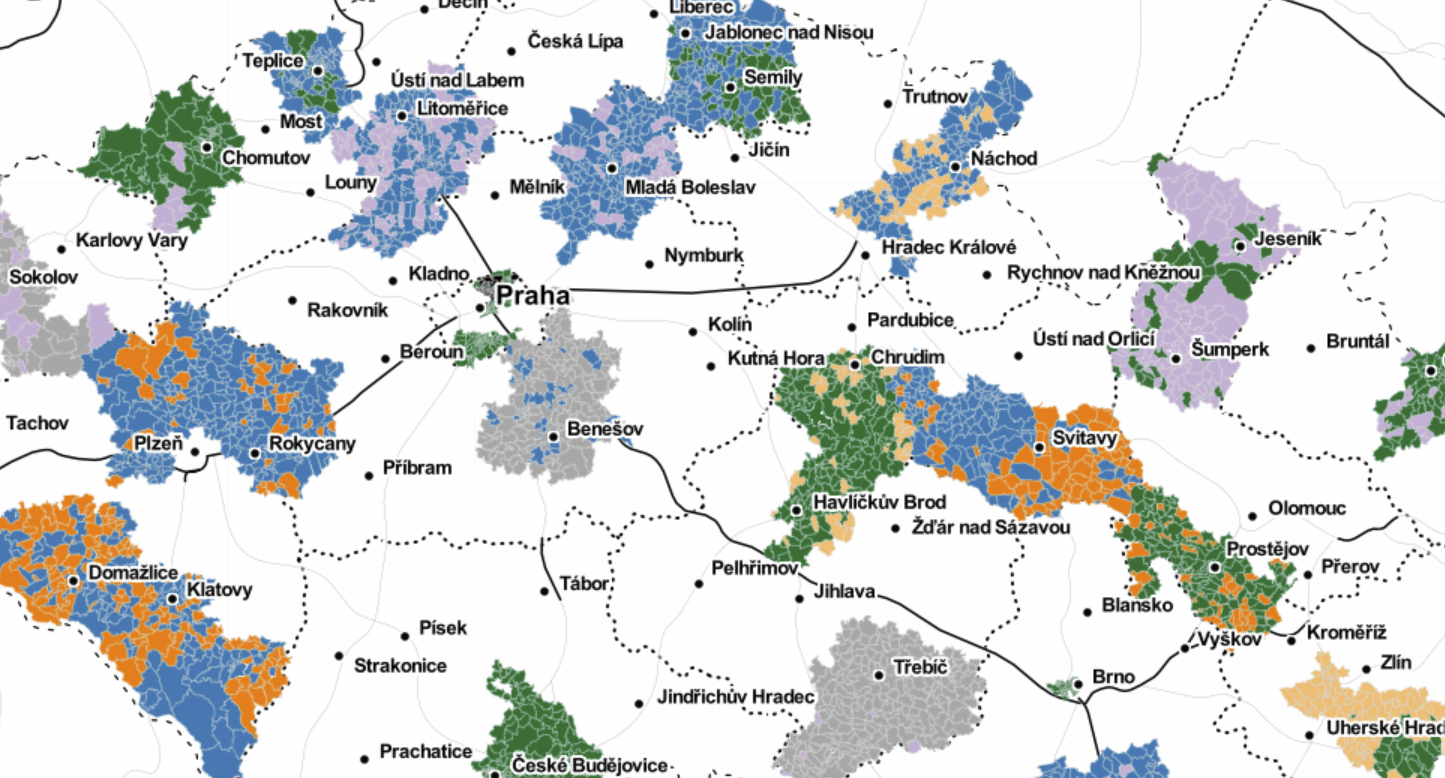 Děčín
Liberec
Jablonec nad Nisou
Česká Lípa
Teplice
Ústí nad Labem
Semily
Trutnov
Litoměřice
Most
Chomutov
Jičín
Náchod
Louny
Mělník
Mladá Boleslav
Karlovy Vary
Jeseník
Hradec Králové
Nymburk
Sokolov
Kladno
Rychnov nad Kněžnou
Praha
Rakovník
Kolín
Pardubice
Ústí nad Orlicí
Bruntál
Beroun
Kutná Hora
Chrudim
Šumperk
Tachov
Benešov
Svitavy
Plzeň
Rokycany
Příbram
Havlíčkův Brod
Olomouc
Žďár nad Sázavou
Prostějov
Domažlice
Pelhřimov
Přerov
Klatovy
Tábor
Jihlava
Blansko
Písek
Vyškov
Kroměříž
Strakonice
Třebíč
Zlín
Brno
Jindřichův Hradec
Uherské Hrad
Prachatice
České Budějovice